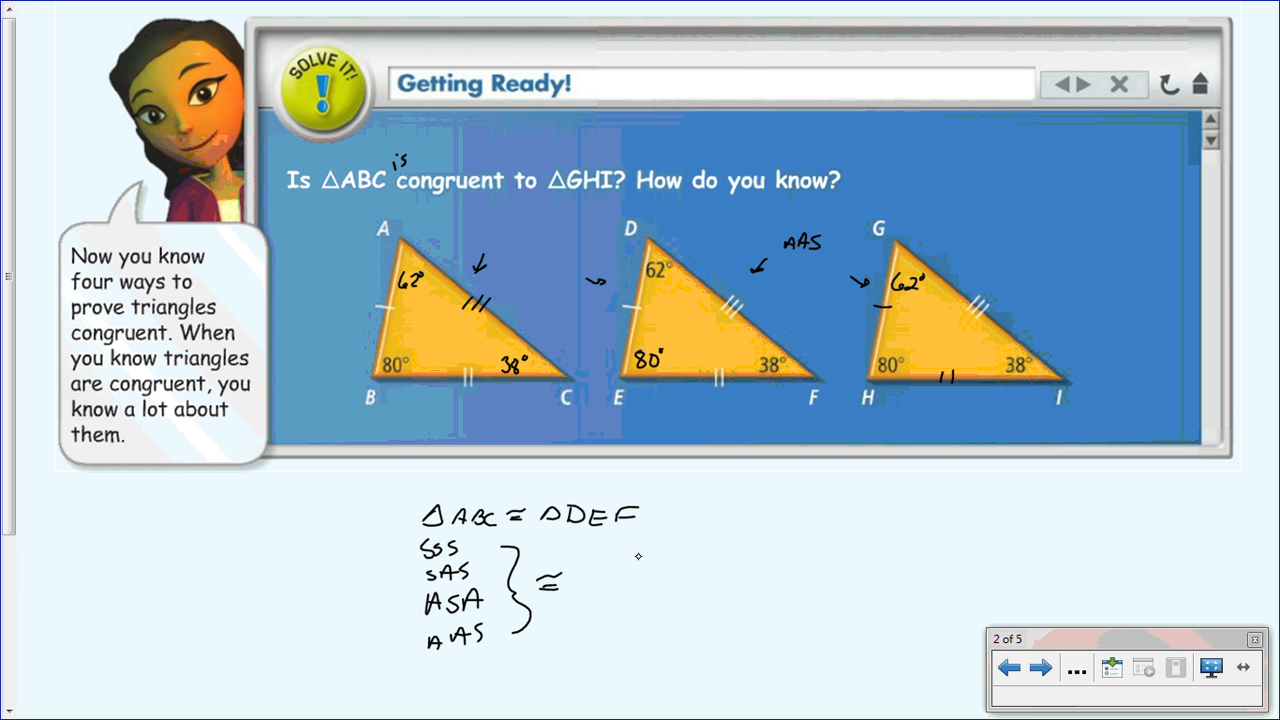 SOLVE IT!
!
Getting Ready!
is
Is △ABC congruent to △GHI? How do you know?
A
D
AAS
G
62°
62°
62°
80°
38°
80°
38°
80°
38°
B
C
E
F
H
I
Now you know
four ways to
prove triangles
congruent. When
you know triangles
are congruent, you
know a lot about
them.
△ABC ≅ △DEF
SSS
SAS
ASA
AAS
≅
2 of 5
...